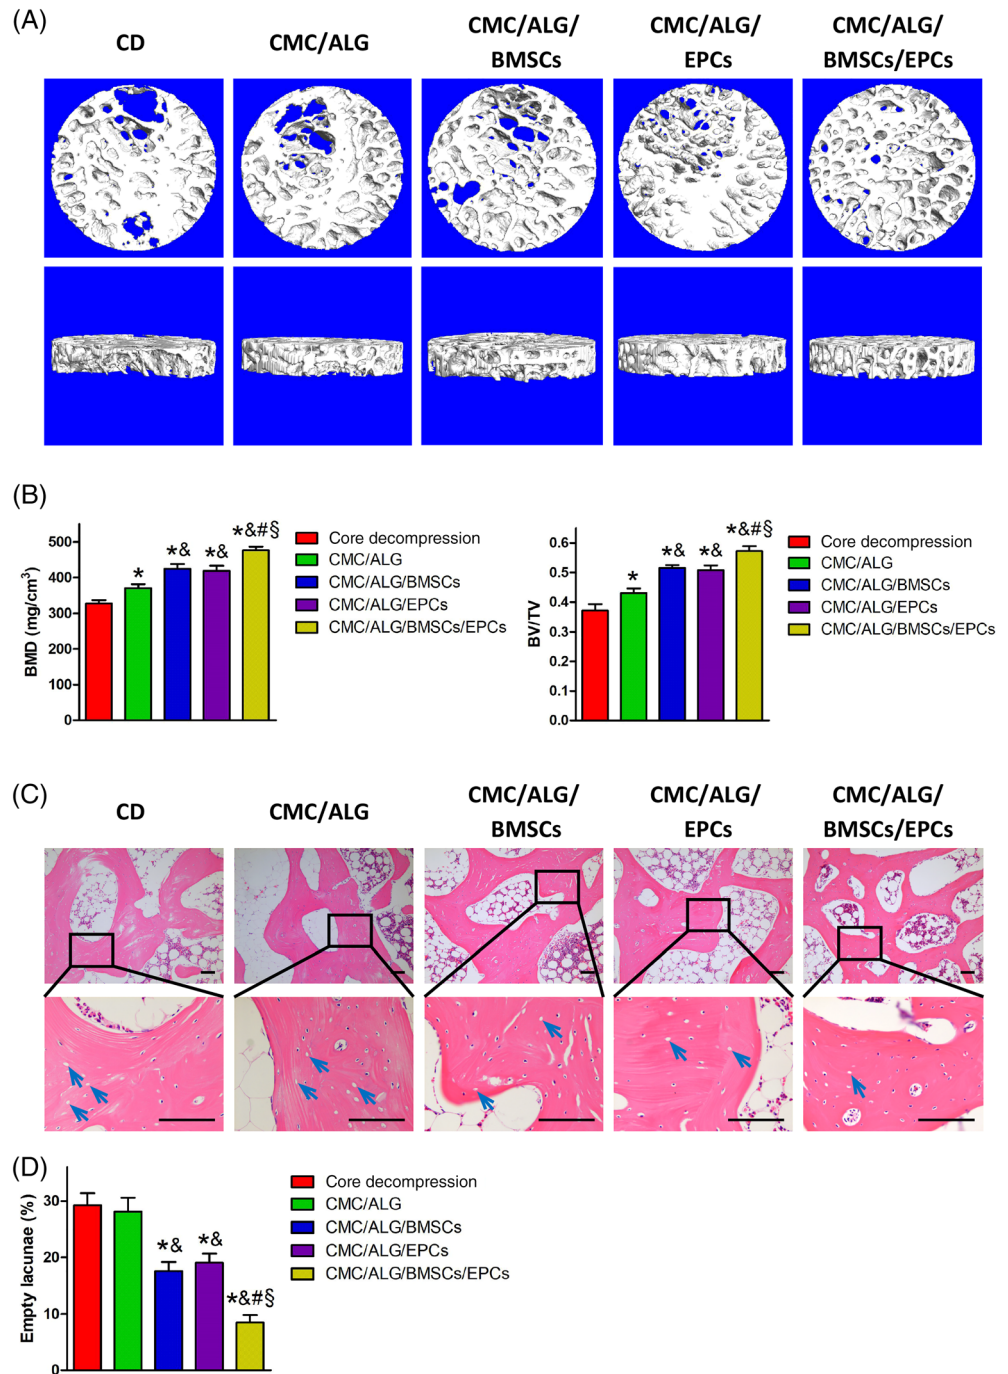 (A)
CD
CMC/ALG
CMC/ALG/
BMSCs
CMC/ALG/
EPCs
CMC/ALG/
BMSCs/EPCs
(B)
BMD (mg/cm³)
500
400
300
200
100
0
*
*&
*&
*&#§
Core decompression
CMC/ALG
CMC/ALG/BMSCs
CMC/ALG/EPCs
CMC/ALG/BMSCs/EPCs
BV/TV
0.6
0.5
0.4
0.3
0.2
0.1
0.0
*
*&
*&
*&#§
Core decompression
CMC/ALG
CMC/ALG/BMSCs
CMC/ALG/EPCs
CMC/ALG/BMSCs/EPCs
(C)
CD
CMC/ALG
CMC/ALG/
BMSCs
CMC/ALG/
EPCs
CMC/ALG/
BMSCs/EPCs
(D)
Empty lacunae (%)
30
20
10
0
*&
*&
*&#§
Core decompression
CMC/ALG
CMC/ALG/BMSCs
CMC/ALG/EPCs
CMC/ALG/BMSCs/EPCs